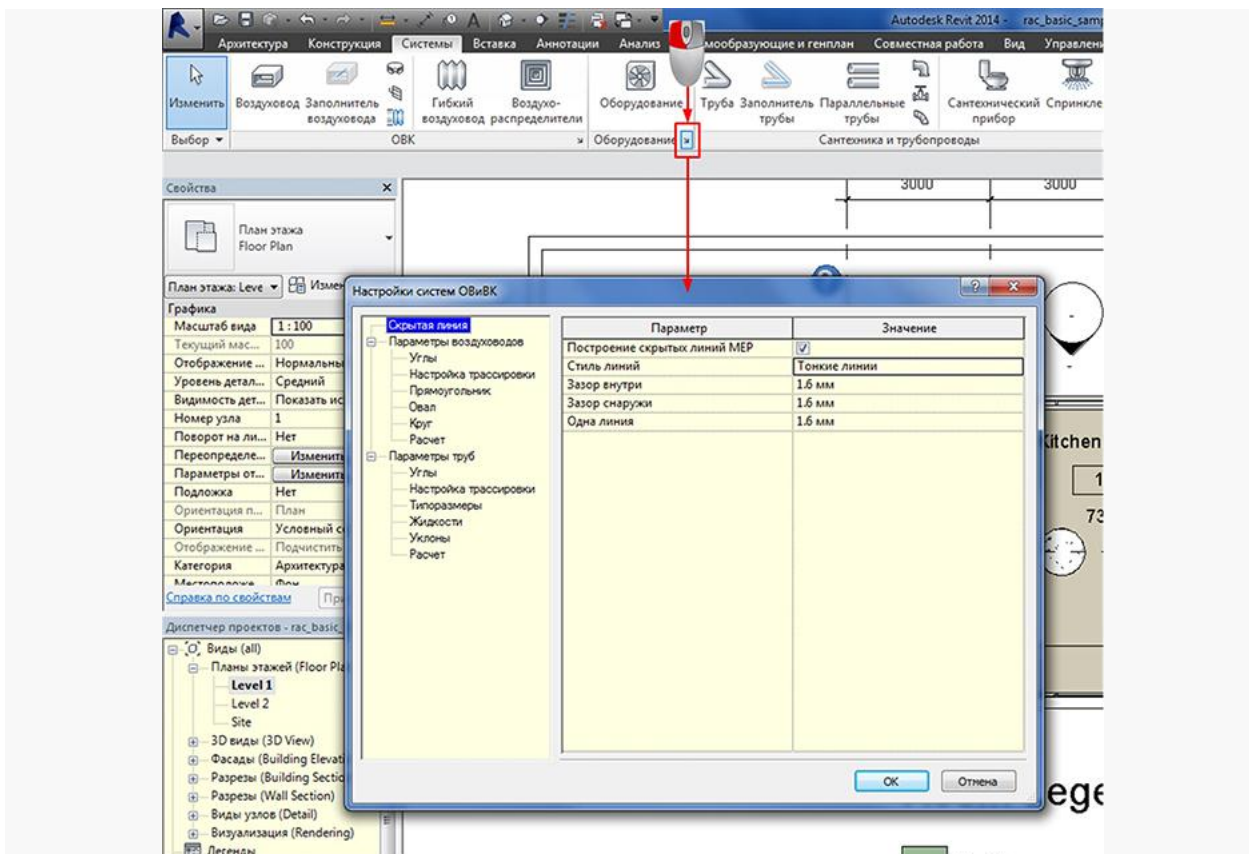 Autodesk Revit 2014 - rac_basic_samp
Архитектура Конструкция Системы Вставка Аннотации Анализ мообразующие и генплан Совместная работа Вид Управлени
Изменить Воздуховод Заполнитель воздуховода Гибкий воздуховод Воздухо-распределители Оборудование Труба Заполнитель трубы Параллельные трубы Сантехнический прибор Спринкле
Выбор ОВК Оборудование Сантехника и трубопроводы
3000 3000
Свойства
План этажа
Floor Plan
План этажа: Leve Измен
Графика
Масштаб вида 1 : 100
Текущий мас... 100
Отображение ... Нормальны
Уровень детал... Средний
Видимость дет... Показать ис
Номер узла 1
Поворот на ли... Нет
Переопределе... Изменить
Параметры от... Изменить
Подложка Нет
Ориентация п... План
Ориентация Условный с
Отображение ... Подчистить
Категория Архитектура
Справка по свойствам При
Настройки систем ОВиВК
Скрытая линия
Параметры воздуховодов
Углы
Настройка трассировки
Прямоугольник
Овал
Круг
Расчет
Параметры труб
Углы
Настройка трассировки
Типоразмеры
Жидкости
Уклоны
Расчет
Параметр Значение
Построение скрытых линий МЕР
Стиль линий Тонкие линии
Зазор внутри 1.6 мм
Зазор снаружи 1.6 мм
Одна линия 1.6 мм
OK Отмена
Kitchen
1
73
ege
Диспетчер проектов - rac_basic_
Виды (all)
Планы этажей (Floor Pla
Level 1
Level 2
Site
3D виды (3D View)
Фасады (Building Elevati
Разрезы (Building Sectio
Разрезы (Wall Section)
Виды узлов (Detail)
Визуализация (Rendering)
Легенды